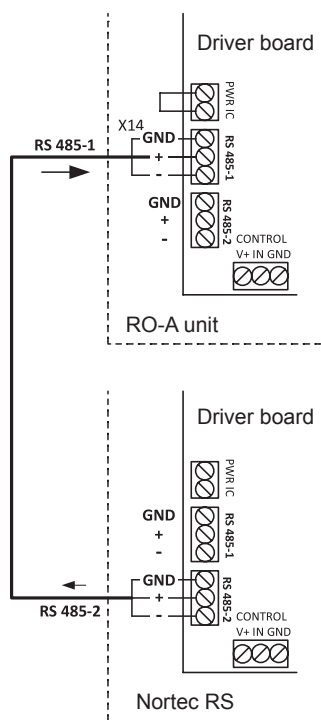 Driver board
PWR IC
X14
GND
+
-
RS 485-1
RS 485-1
GND
+
-
RS 485-2
CONTROL
V+ IN GND
RO-A unit
Driver board
PWR IC
GND
+
-
RS 485-1
GND
+
-
RS 485-2
RS 485-2
CONTROL
V+ IN GND
Nortec RS